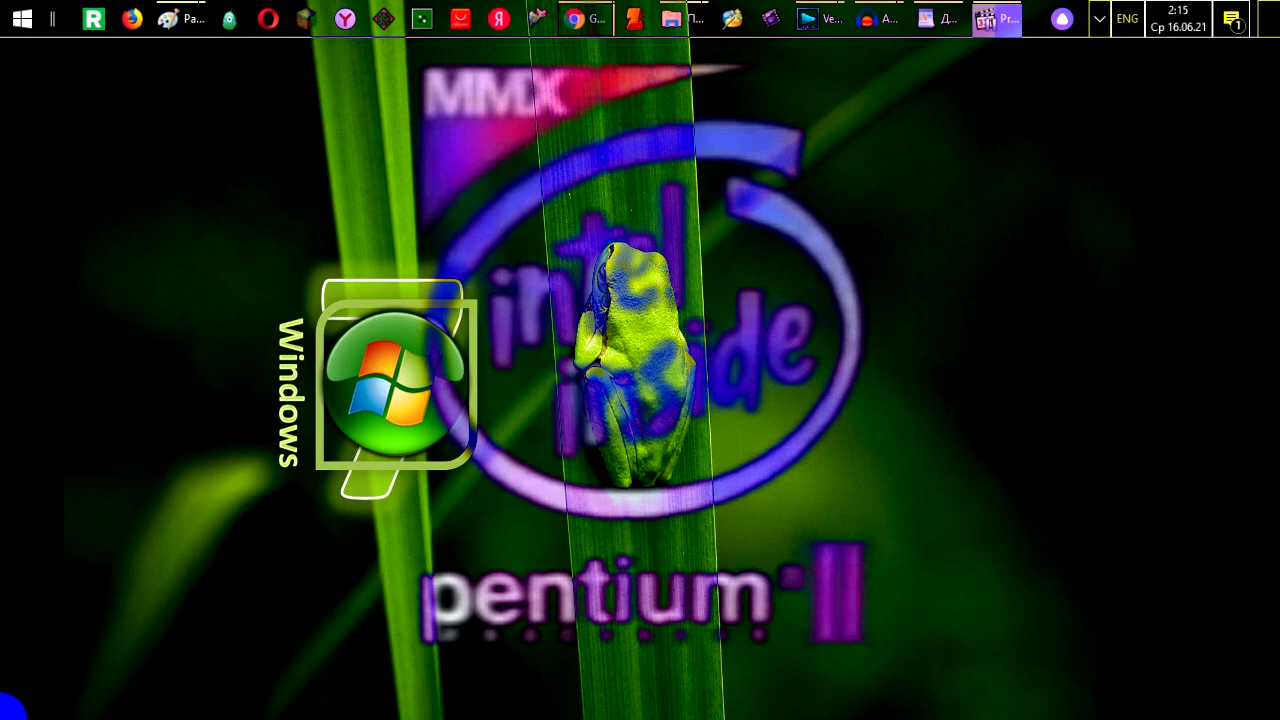 R Pa... Y Я G... П... Ve... A... Д... Pr... ENG 2:15
Ср 16.06.21 1
MMX
intel
inside
Windows
pentium II